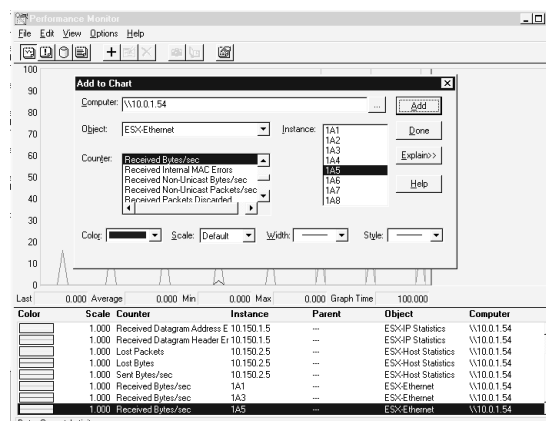 Performance Monitor
File Edit View Options Help
100
90
80
70
60
50
40
30
20
10
0
Add to Chart
Computer: \\10.0.1.54
... Add
Object: ESX-Ethernet
Instance: 1A1
1A2
1A3
1A4
1A5
1A6
1A7
1A8
Done
Explain>>
Help
Counter: Received Bytes/sec
Received Internal MAC Errors
Received Non-Unicast Bytes/sec
Received Non-Unicast Packets/sec
Received Packets Discarded
Color: Scale: Default Width: Style:
Last 0.000 Average 0.000 Min 0.000 Max 0.000 Graph Time 100.000
Color Scale Counter Instance Parent Object Computer
1.000 Received Datagram Address E 10.150.1.5 --- ESX-IP Statistics \\10.0.1.54
1.000 Received Datagram Header Er 10.150.1.5 --- ESX-IP Statistics \\10.0.1.54
1.000 Lost Packets 10.150.2.5 --- ESX-Host Statistics \\10.0.1.54
1.000 Lost Bytes 10.150.2.5 --- ESX-Host Statistics \\10.0.1.54
1.000 Sent Bytes/sec 10.150.2.5 --- ESX-Host Statistics \\10.0.1.54
1.000 Received Bytes/sec 1A1 --- ESX-Ethernet \\10.0.1.54
1.000 Received Bytes/sec 1A3 --- ESX-Ethernet \\10.0.1.54
1.000 Received Bytes/sec 1A5 --- ESX-Ethernet \\10.0.1.54